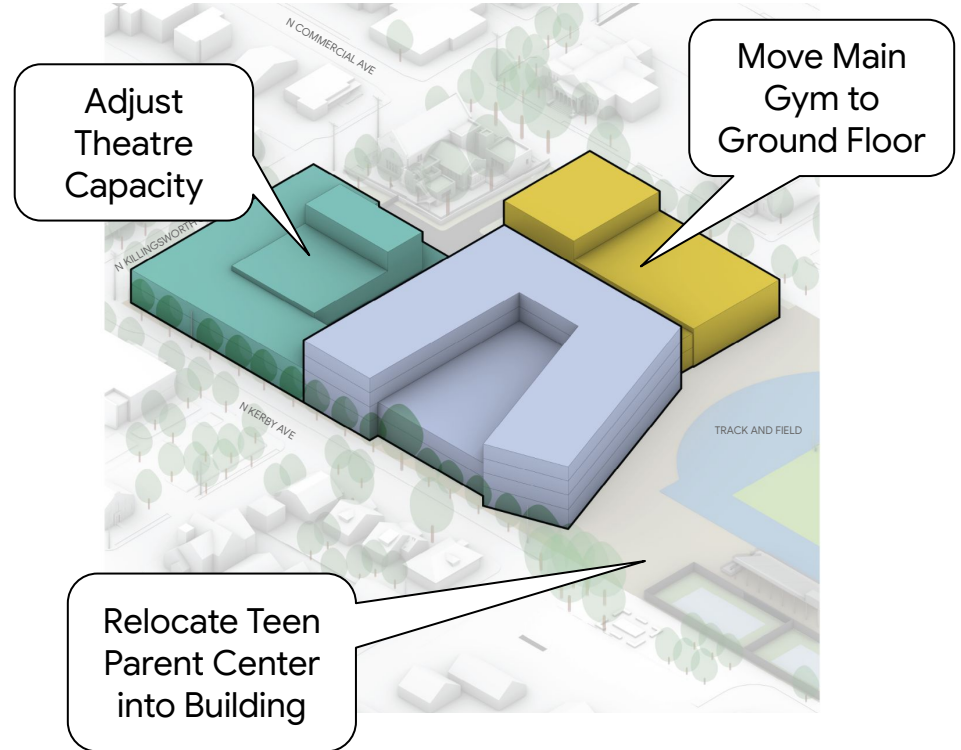 N COMMERCIAL AVE
Move Main
Gym to
Ground Floor
Adjust
Theatre
Capacity
N KILLINGSWORTH
N KERBY AVE
TRACK AND FIELD
Relocate Teen
Parent Center
into Building